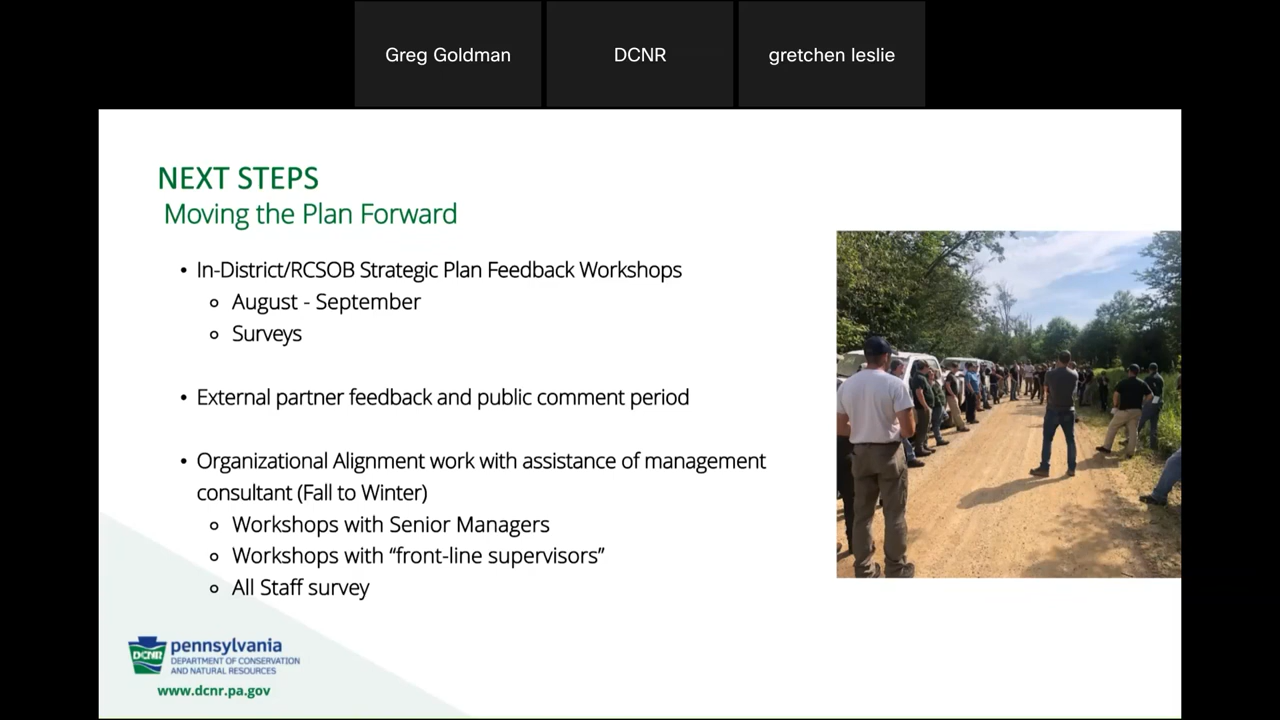 Greg Goldman
DCNR
gretchen leslie
NEXT STEPS
Moving the Plan Forward
• In-District/RCSOB Strategic Plan Feedback Workshops
o August - September
o Surveys
• External partner feedback and public comment period
• Organizational Alignment work with assistance of management
consultant (Fall to Winter)
o Workshops with Senior Managers
o Workshops with “front-line supervisors”
o All Staff survey
DCNR
pennsylvania
DEPARTMENT OF CONSERVATION
AND NATURAL RESOURCES
www.dcnr.pa.gov